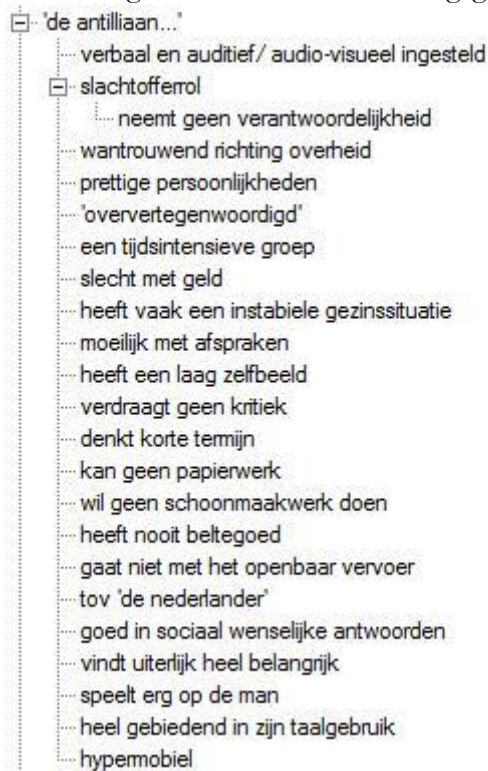 'de antilliaan...'
verbaal en auditief/ audio-visueel ingesteld
slachtofferrol
neemt geen verantwoordelijkheid
wantrouwend richting overheid
prettige persoonlijkheden
'oververtegenwoordigd'
een tijdsintensieve groep
slecht met geld
heeft vaak een instabiele gezinssituatie
moeilijk met afspraken
heeft een laag zelfbeeld
verdraagt geen kritiek
denkt korte termijn
kan geen papierwerk
wil geen schoonmaakwerk doen
heeft nooit beltegoed
gaat niet met het openbaar vervoer
tov 'de nederlander'
goed in sociaal wenselijke antwoorden
vindt uiterlijk heel belangrijk
speelt erg op de man
heel gebiedend in zijn taalgebruik
hypermobiel